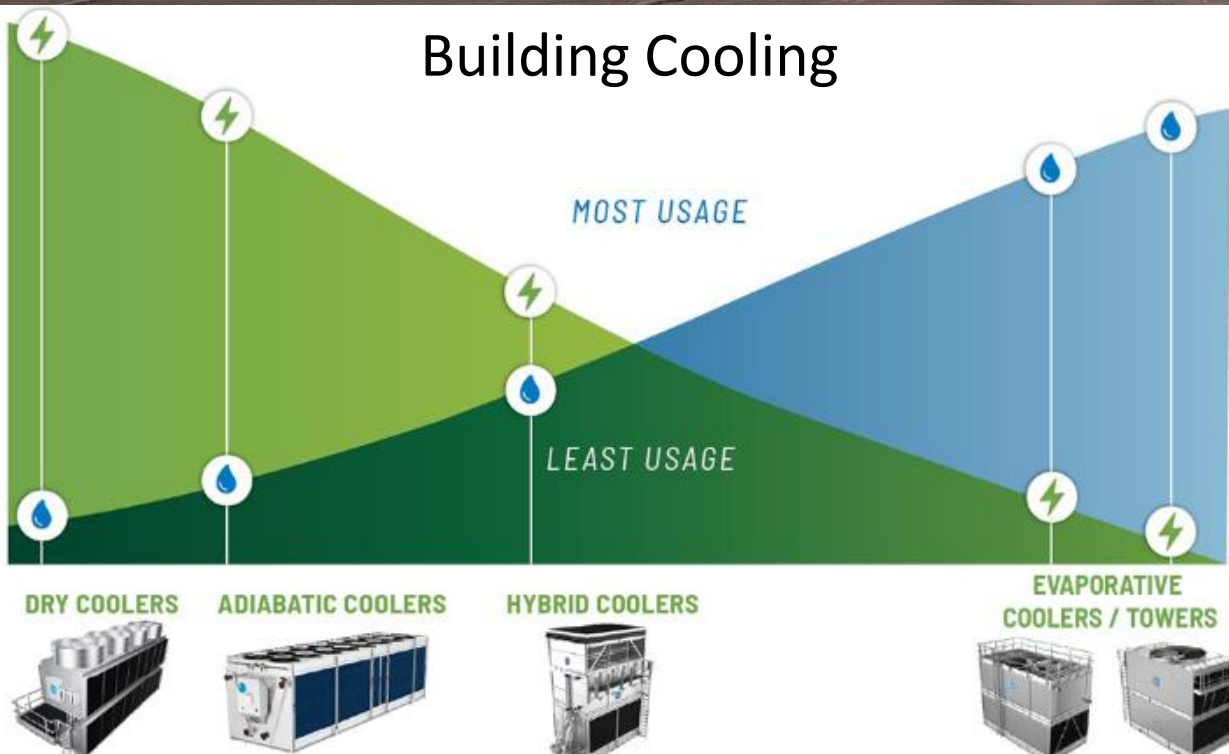 Building Cooling
MOST USAGE
LEAST USAGE
DRY COOLERS
ADIABATIC COOLERS
HYBRID COOLERS
EVAPORATIVE
COOLERS / TOWERS